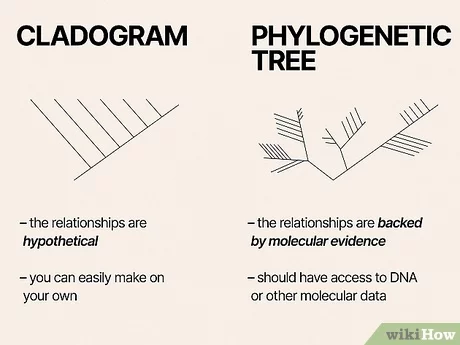 CLADOGRAM
– the relationships are
hypothetical
– you can easily make on
your own
PHYLOGENETIC
TREE
– the relationships are backed
by molecular evidence
– should have access to DNA
or other molecular data
wikiHow